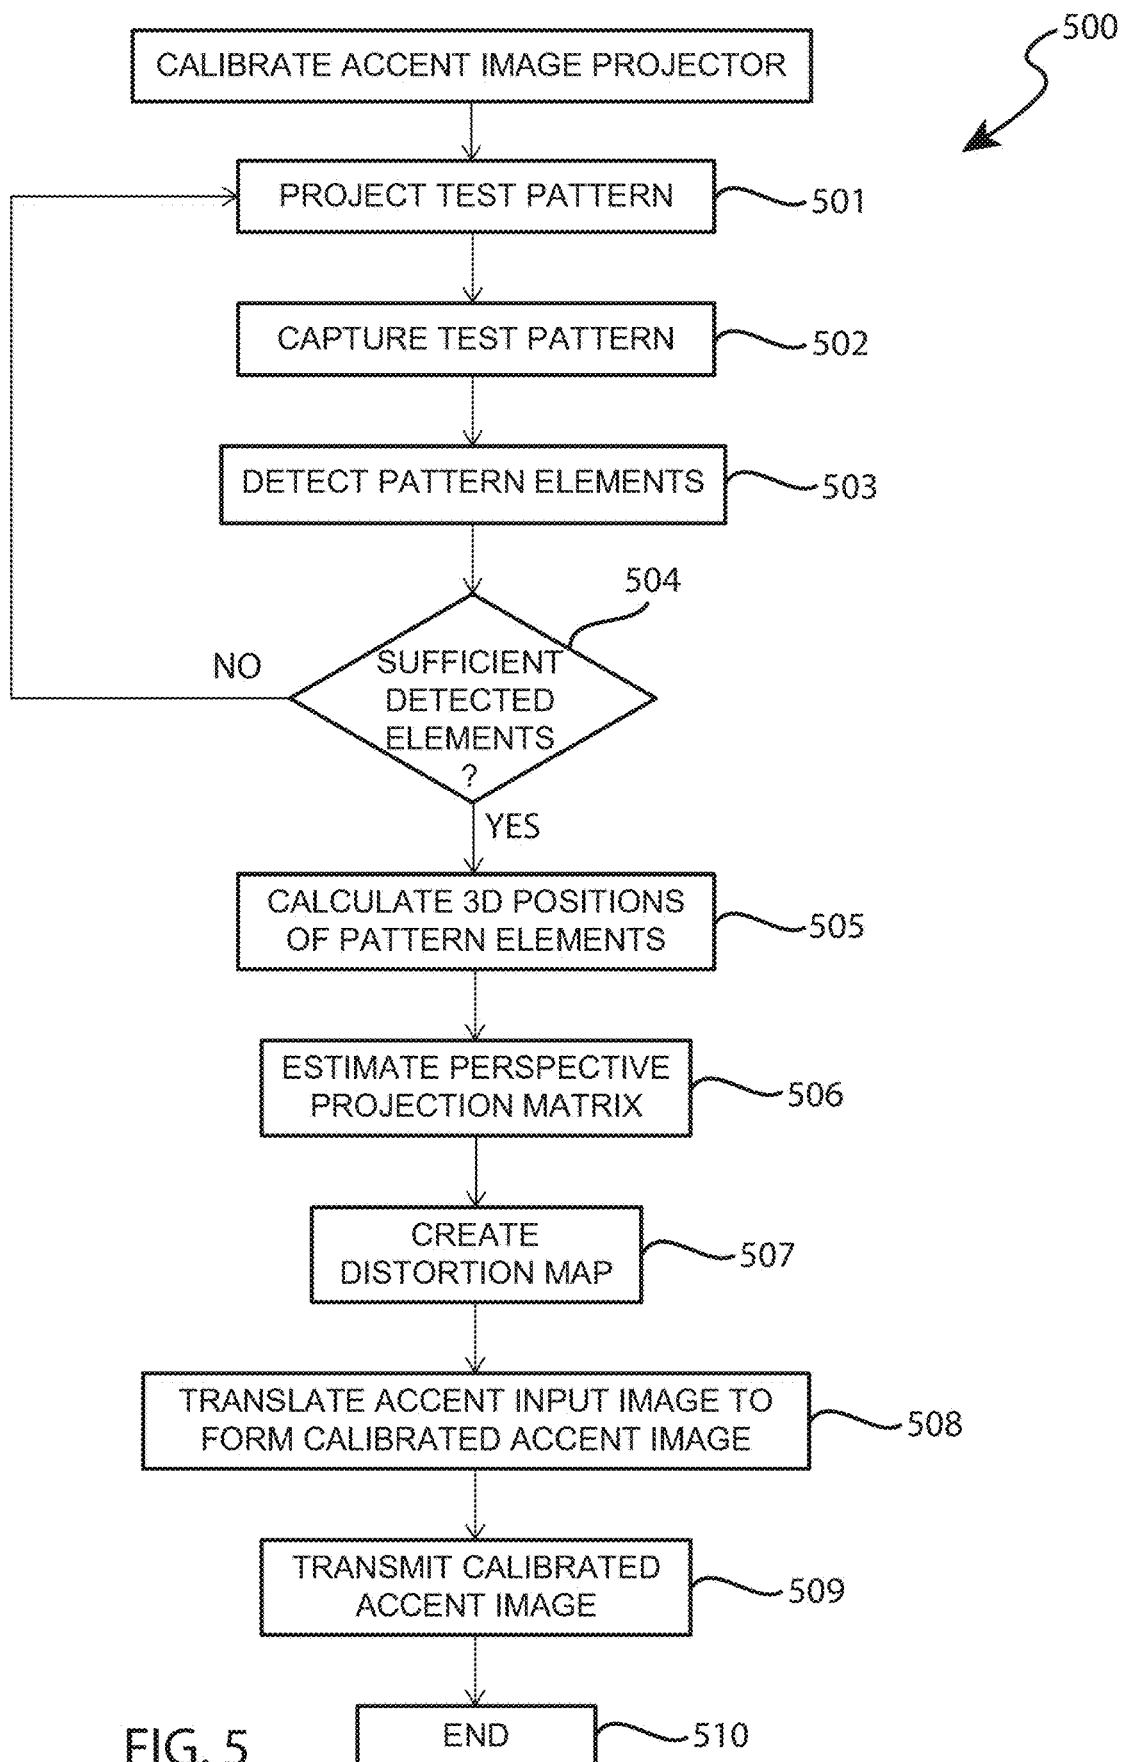 500
CALIBRATE ACCENT IMAGE PROJECTOR
PROJECT TEST PATTERN
501
CAPTURE TEST PATTERN
502
DETECT PATTERN ELEMENTS
503
504
NO
SUFFICIENT
DETECTED
ELEMENTS
?
YES
CALCULATE 3D POSITIONS
OF PATTERN ELEMENTS
505
ESTIMATE PERSPECTIVE
PROJECTION MATRIX
506
CREATE
DISTORTION MAP
507
TRANSLATE ACCENT INPUT IMAGE TO
FORM CALIBRATED ACCENT IMAGE
508
TRANSMIT CALIBRATED
ACCENT IMAGE
509
END
510
FIG. 5